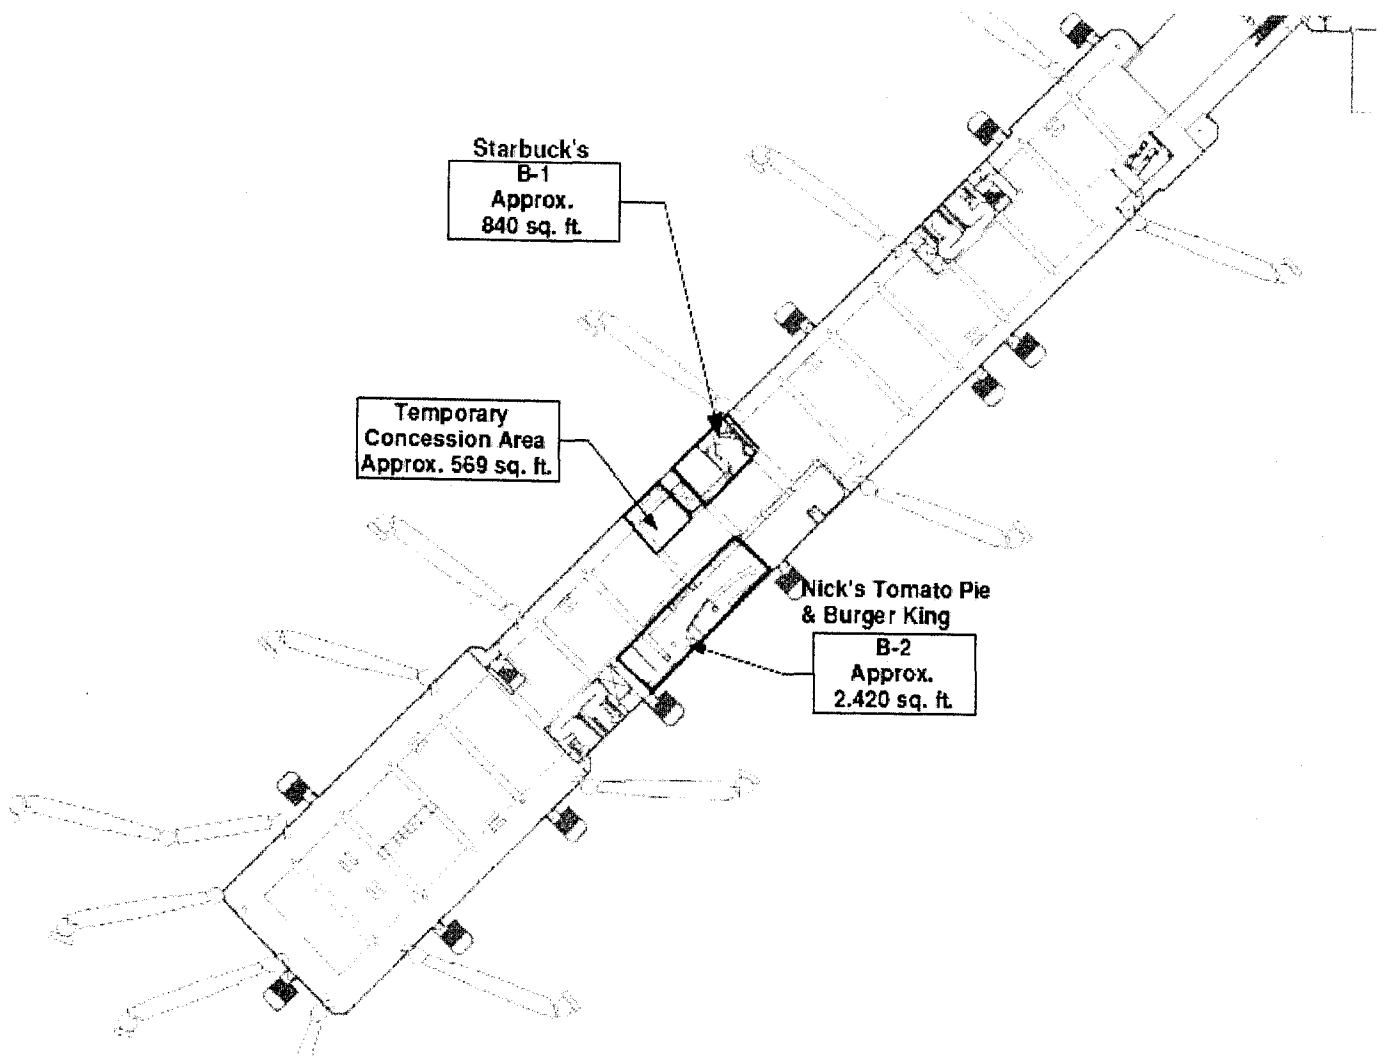 Starbuck's
B-1
Approx.
840 sq. ft.
Temporary
Concession Area
Approx. 569 sq. ft.
Nick's Tomato Pie
& Burger King
B-2
Approx.
2.420 sq. ft.